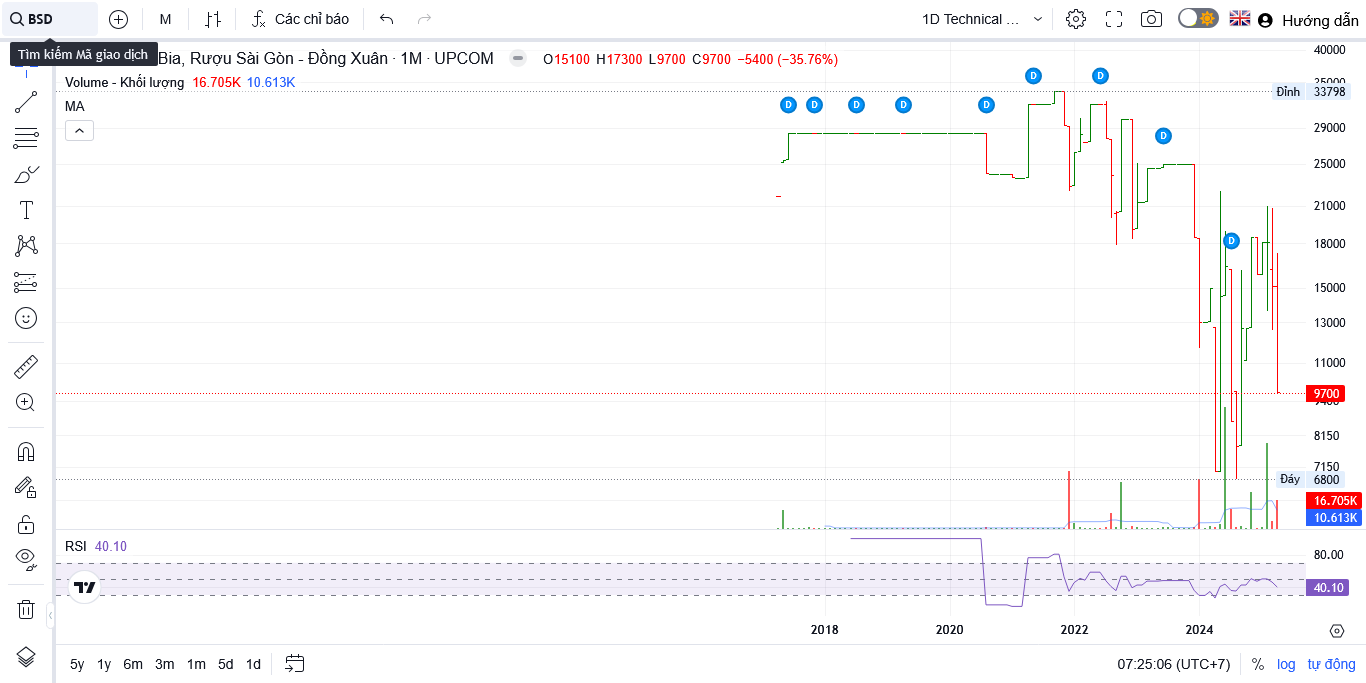 BSD M Các chỉ báo 1D Technical ... Hướng dẫn
Tìm kiếm Mã giao dịch
Bia, Rượu Sài Gòn - Đồng Xuân · 1M · UPCOM O15100 H17300 L9700 C9700 −5400 (−35.76%)
Volume - Khối lượng 16.705K 10.613K
MA
D D D D D D D D D
40000
35000
Đỉnh 33798
29000
25000
21000
18000
15000
13000
11000
9700
9400
8150
7150
Đáy 6800
16.705K
10.613K
RSI 40.10
80.00
40.10
2018 2020 2022 2024
5y 1y 6m 3m 1m 5d 1d 07:25:06 (UTC+7) % log tự động